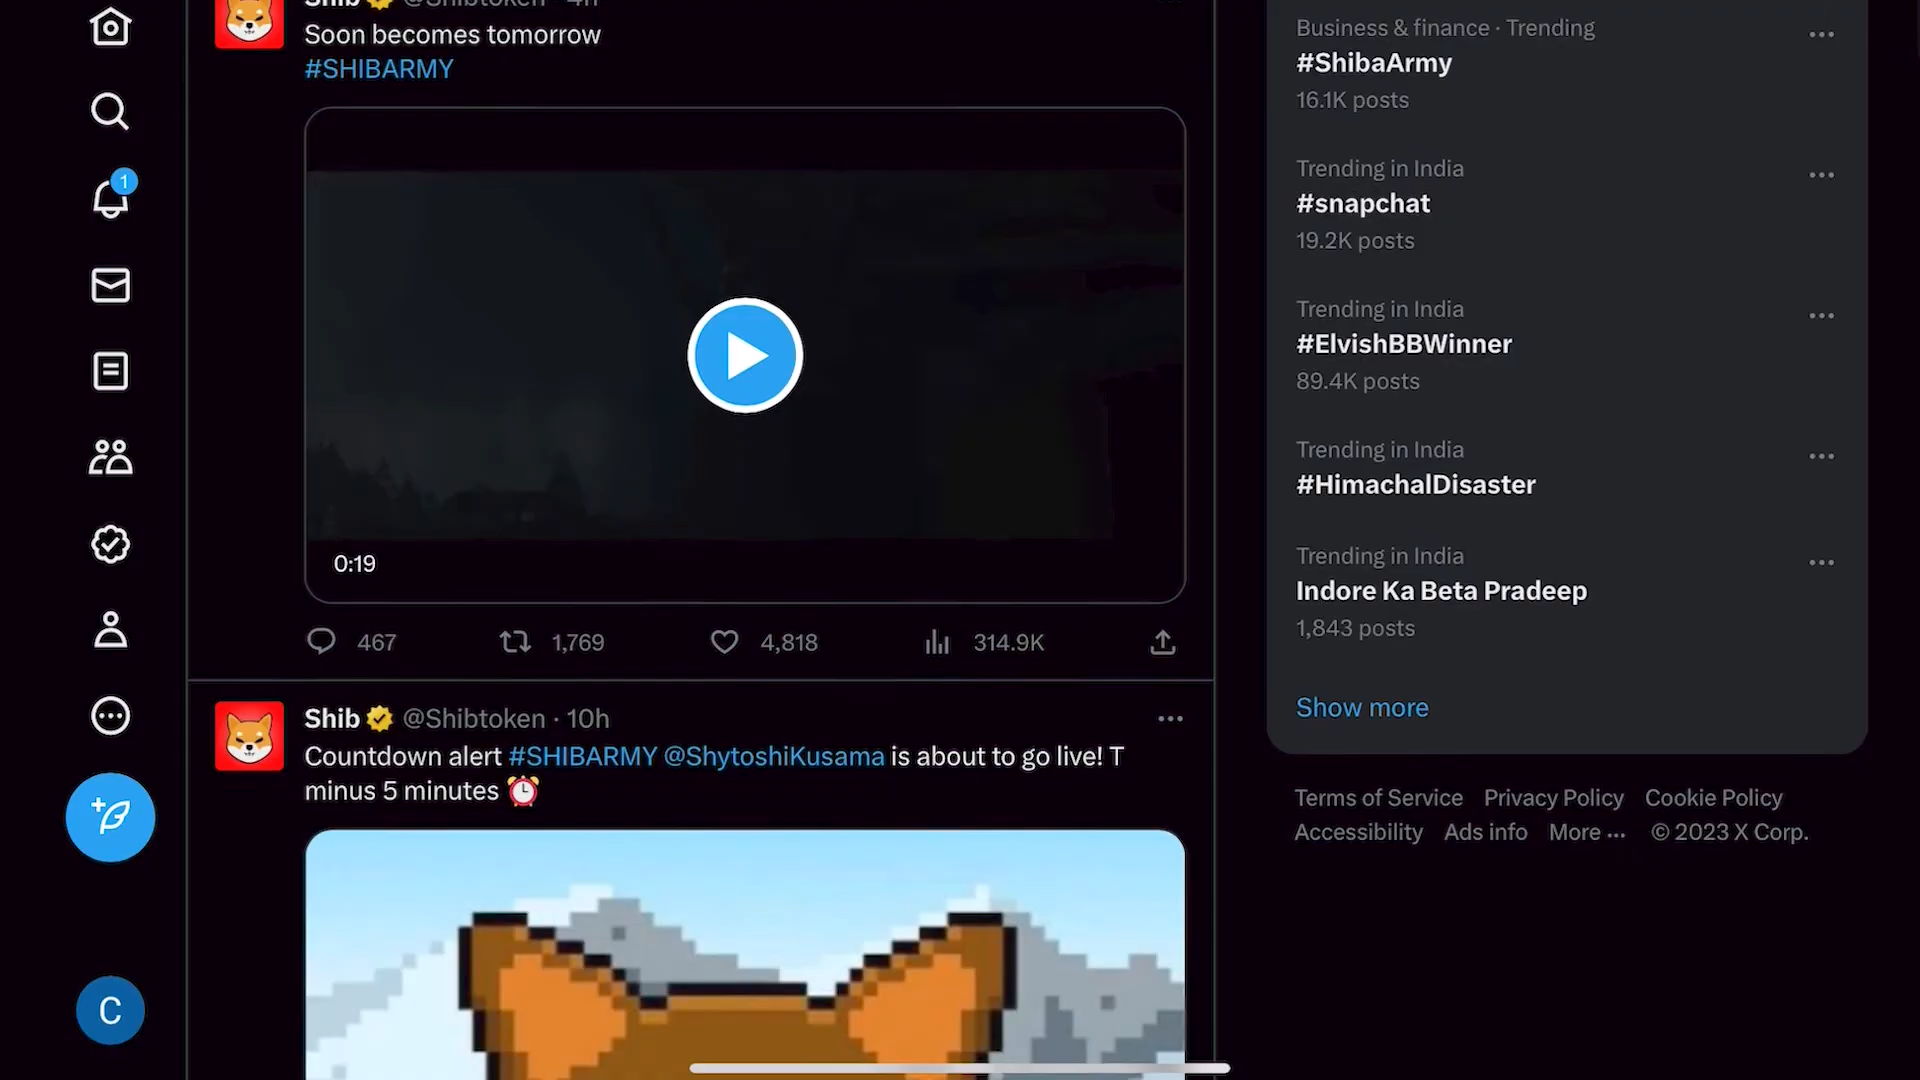 Shib @Shibtoken · 4h
Soon becomes tomorrow
#SHIBARMY
0:19
467 1,769 4,818 314.9K
Shib @Shibtoken · 10h
Countdown alert #SHIBARMY @ShytoshiKusama is about to go live! T
minus 5 minutes
1
C
Business & finance · Trending
#ShibaArmy
16.1K posts
Trending in India
#snapchat
19.2K posts
Trending in India
#ElvishBBWinner
89.4K posts
Trending in India
#HimachalDisaster
Trending in India
Indore Ka Beta Pradeep
1,843 posts
Show more
Terms of Service Privacy Policy Cookie Policy
Accessibility Ads info More ··· © 2023 X Corp.